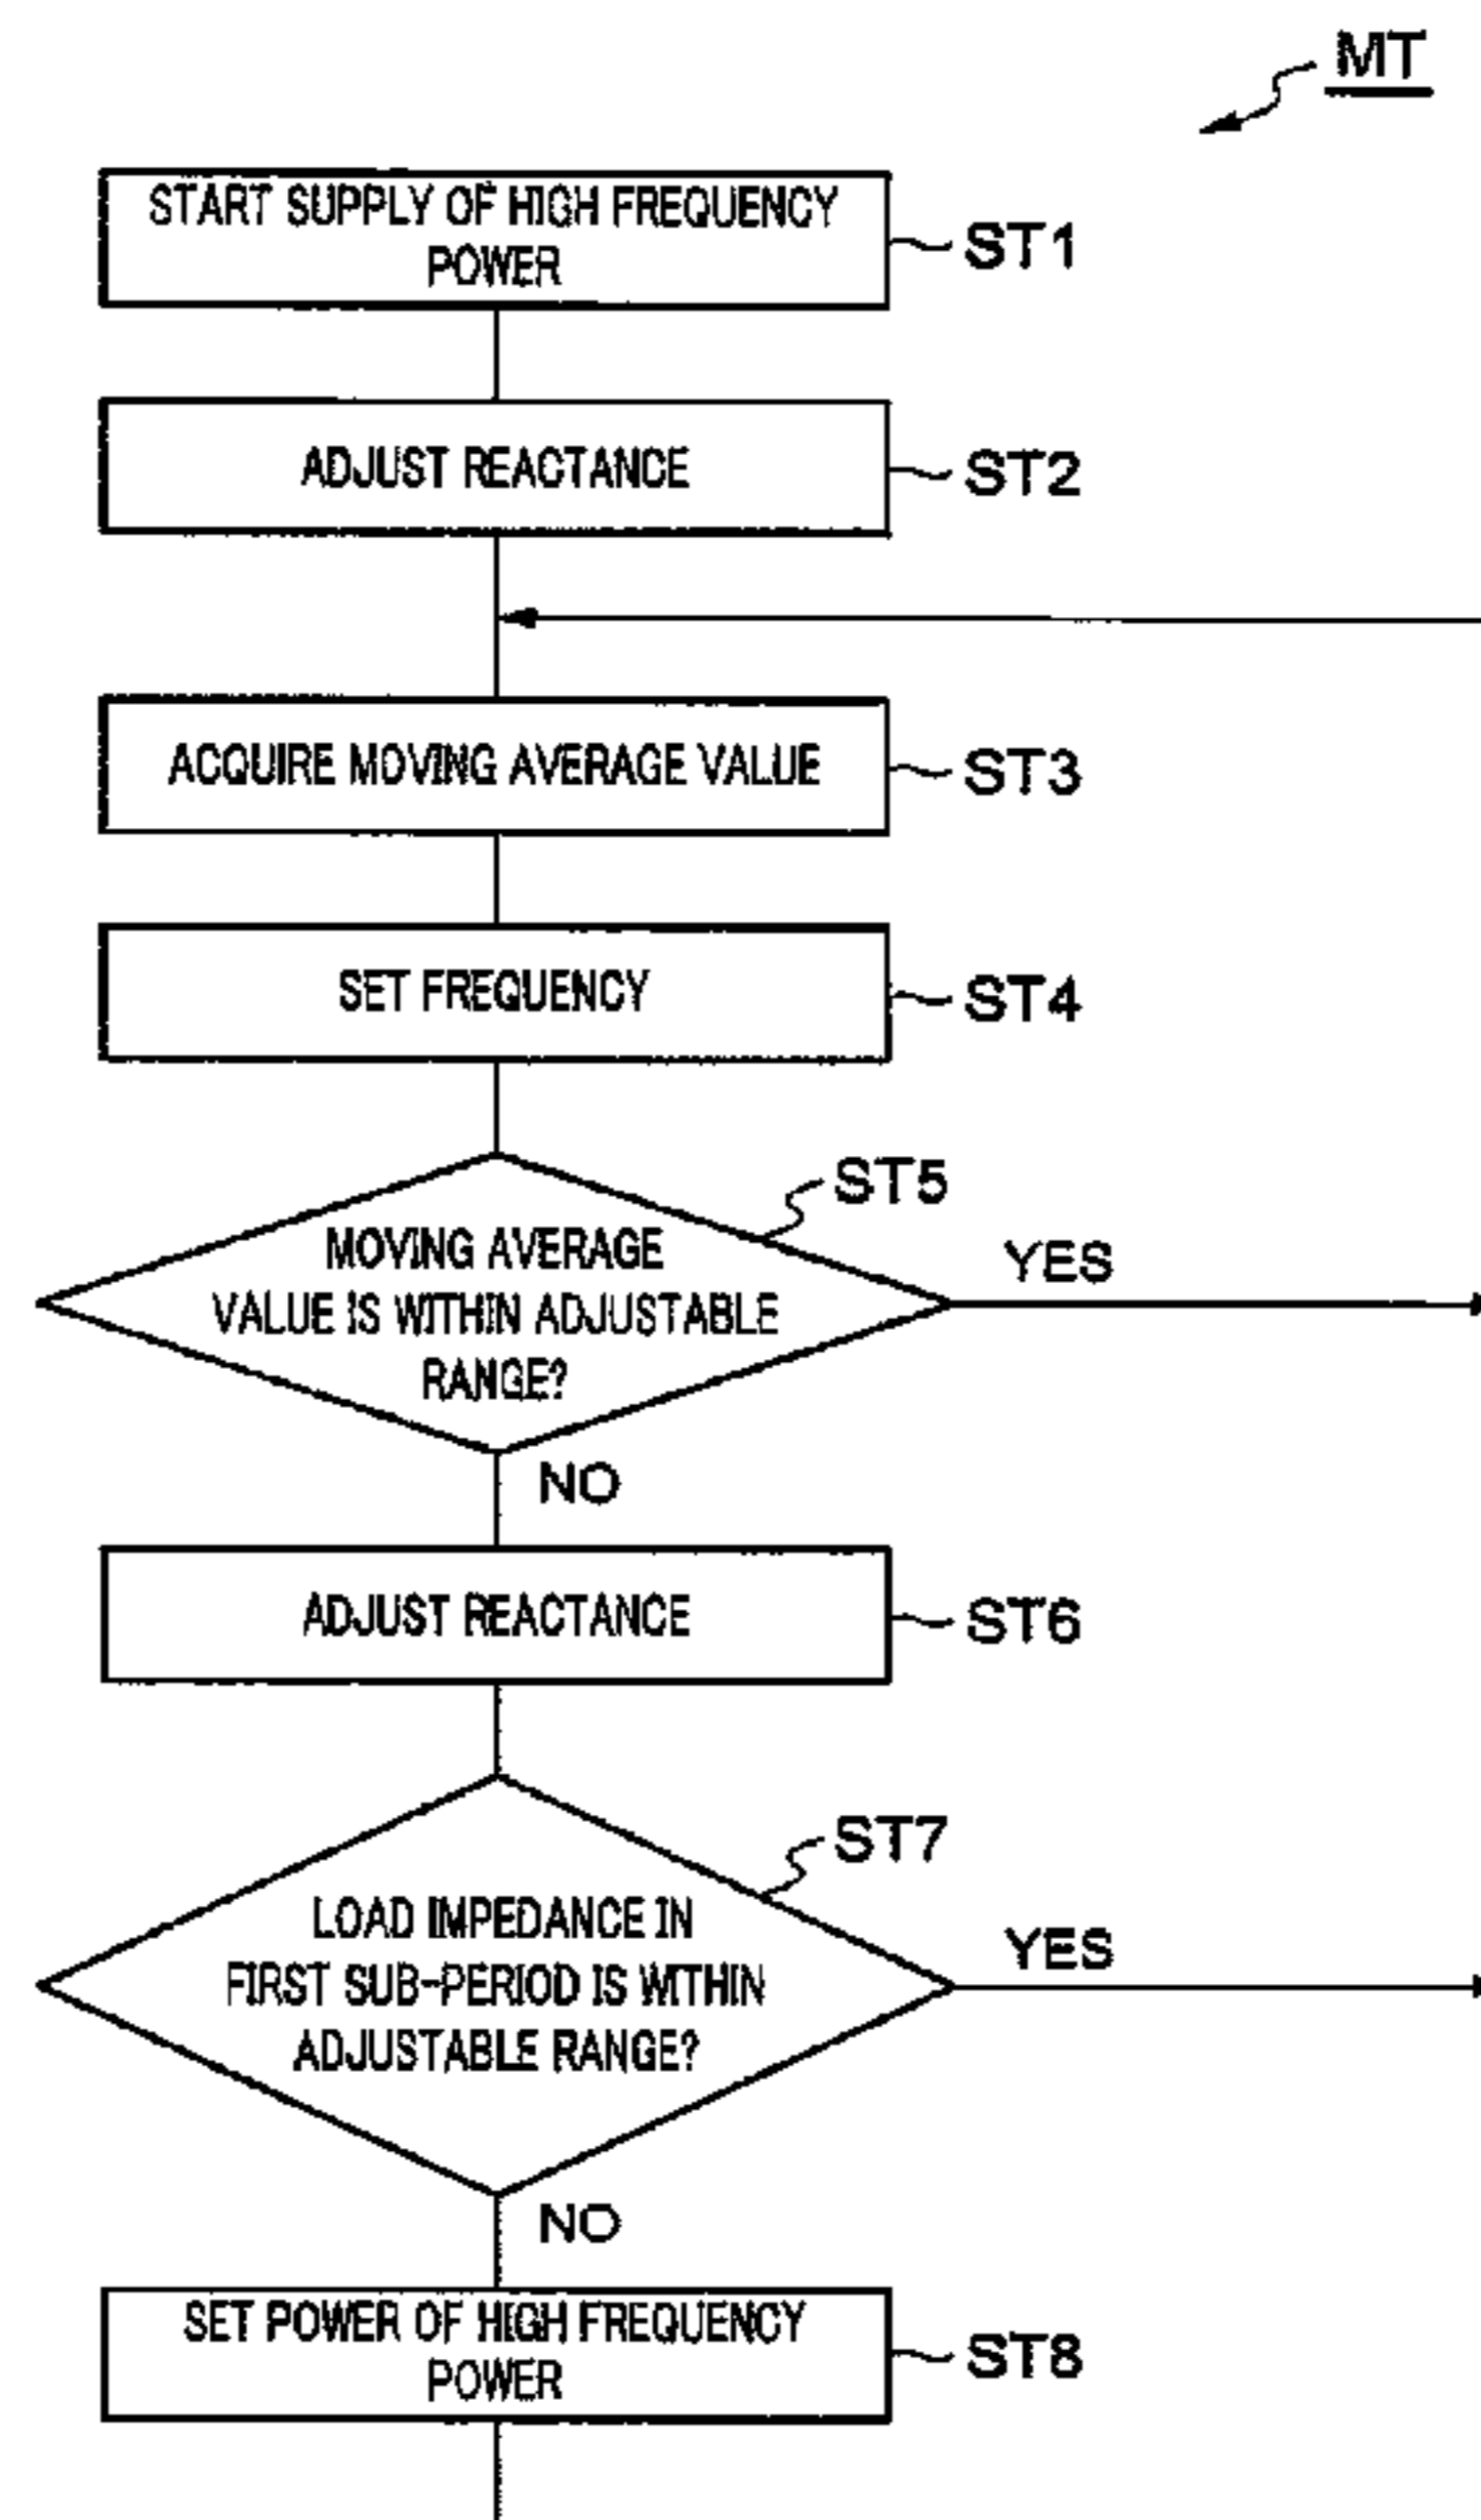 MT
START SUPPLY OF HIGH FREQUENCY
POWER
ST1
ADJUST REACTANCE
ST2
ACQUIRE MOVING AVERAGE VALUE
ST3
SET FREQUENCY
ST4
ST5
MOVING AVERAGE
VALUE IS WITHIN ADJUSTABLE
RANGE?
YES
NO
ADJUST REACTANCE
ST6
ST7
LOAD IMPEDANCE IN
FIRST SUB-PERIOD IS WITHIN
ADJUSTABLE RANGE?
YES
NO
SET POWER OF HIGH FREQUENCY
POWER
ST8